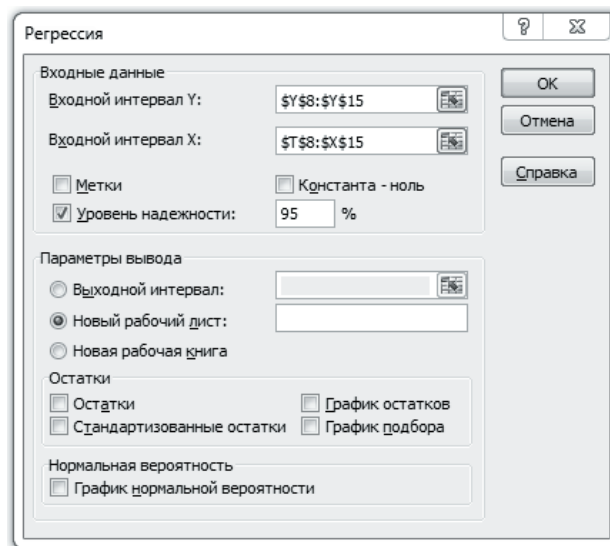 Регрессия
Входные данные
Входной интервал Y:
$Y$8:$Y$15
Входной интервал X:
$T$8:$X$15
Метки
Константа - ноль
Уровень надежности:
95
%
OK
Отмена
Справка
Параметры вывода
Выходной интервал:
Новый рабочий лист:
Новая рабочая книга
Остатки
Остатки
График остатков
Стандартизованные остатки
График подбора
Нормальная вероятность
График нормальной вероятности